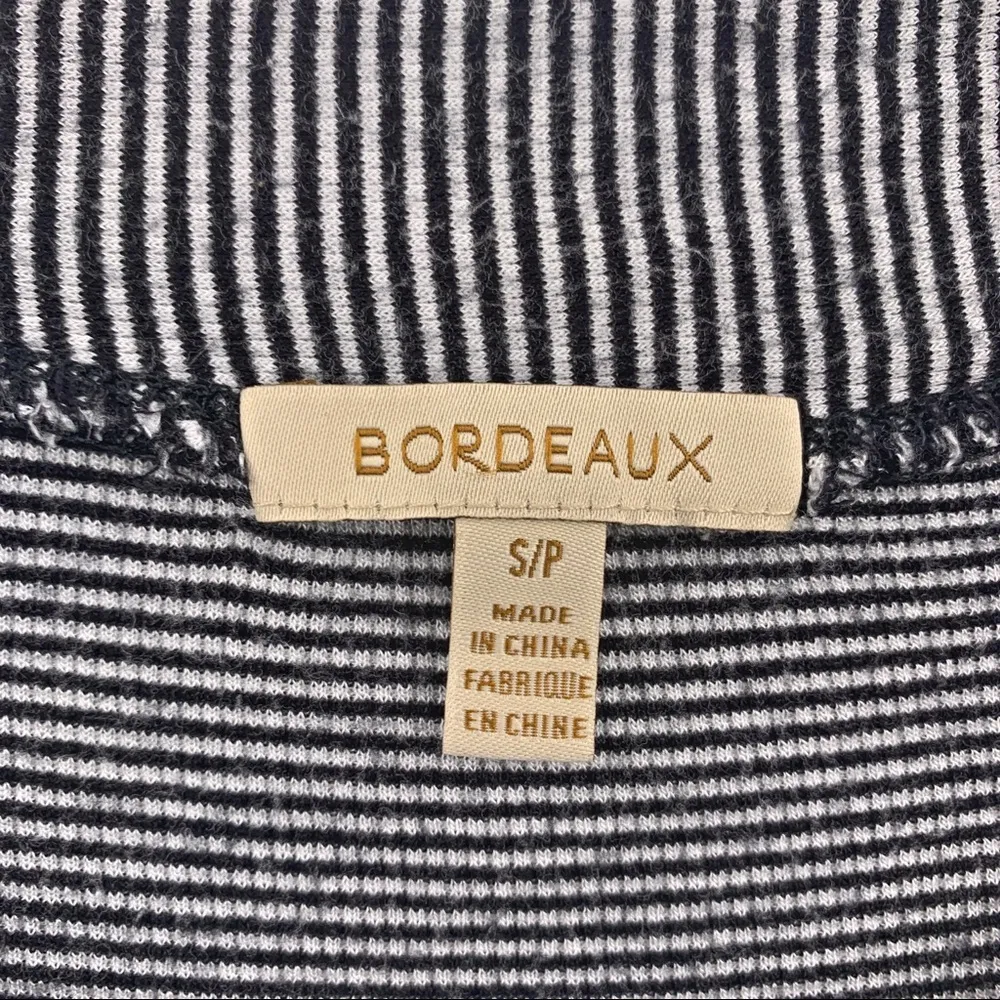 BORDEAUX
S/P
MADE
IN CHINA
FABRIQUE
EN CHINE